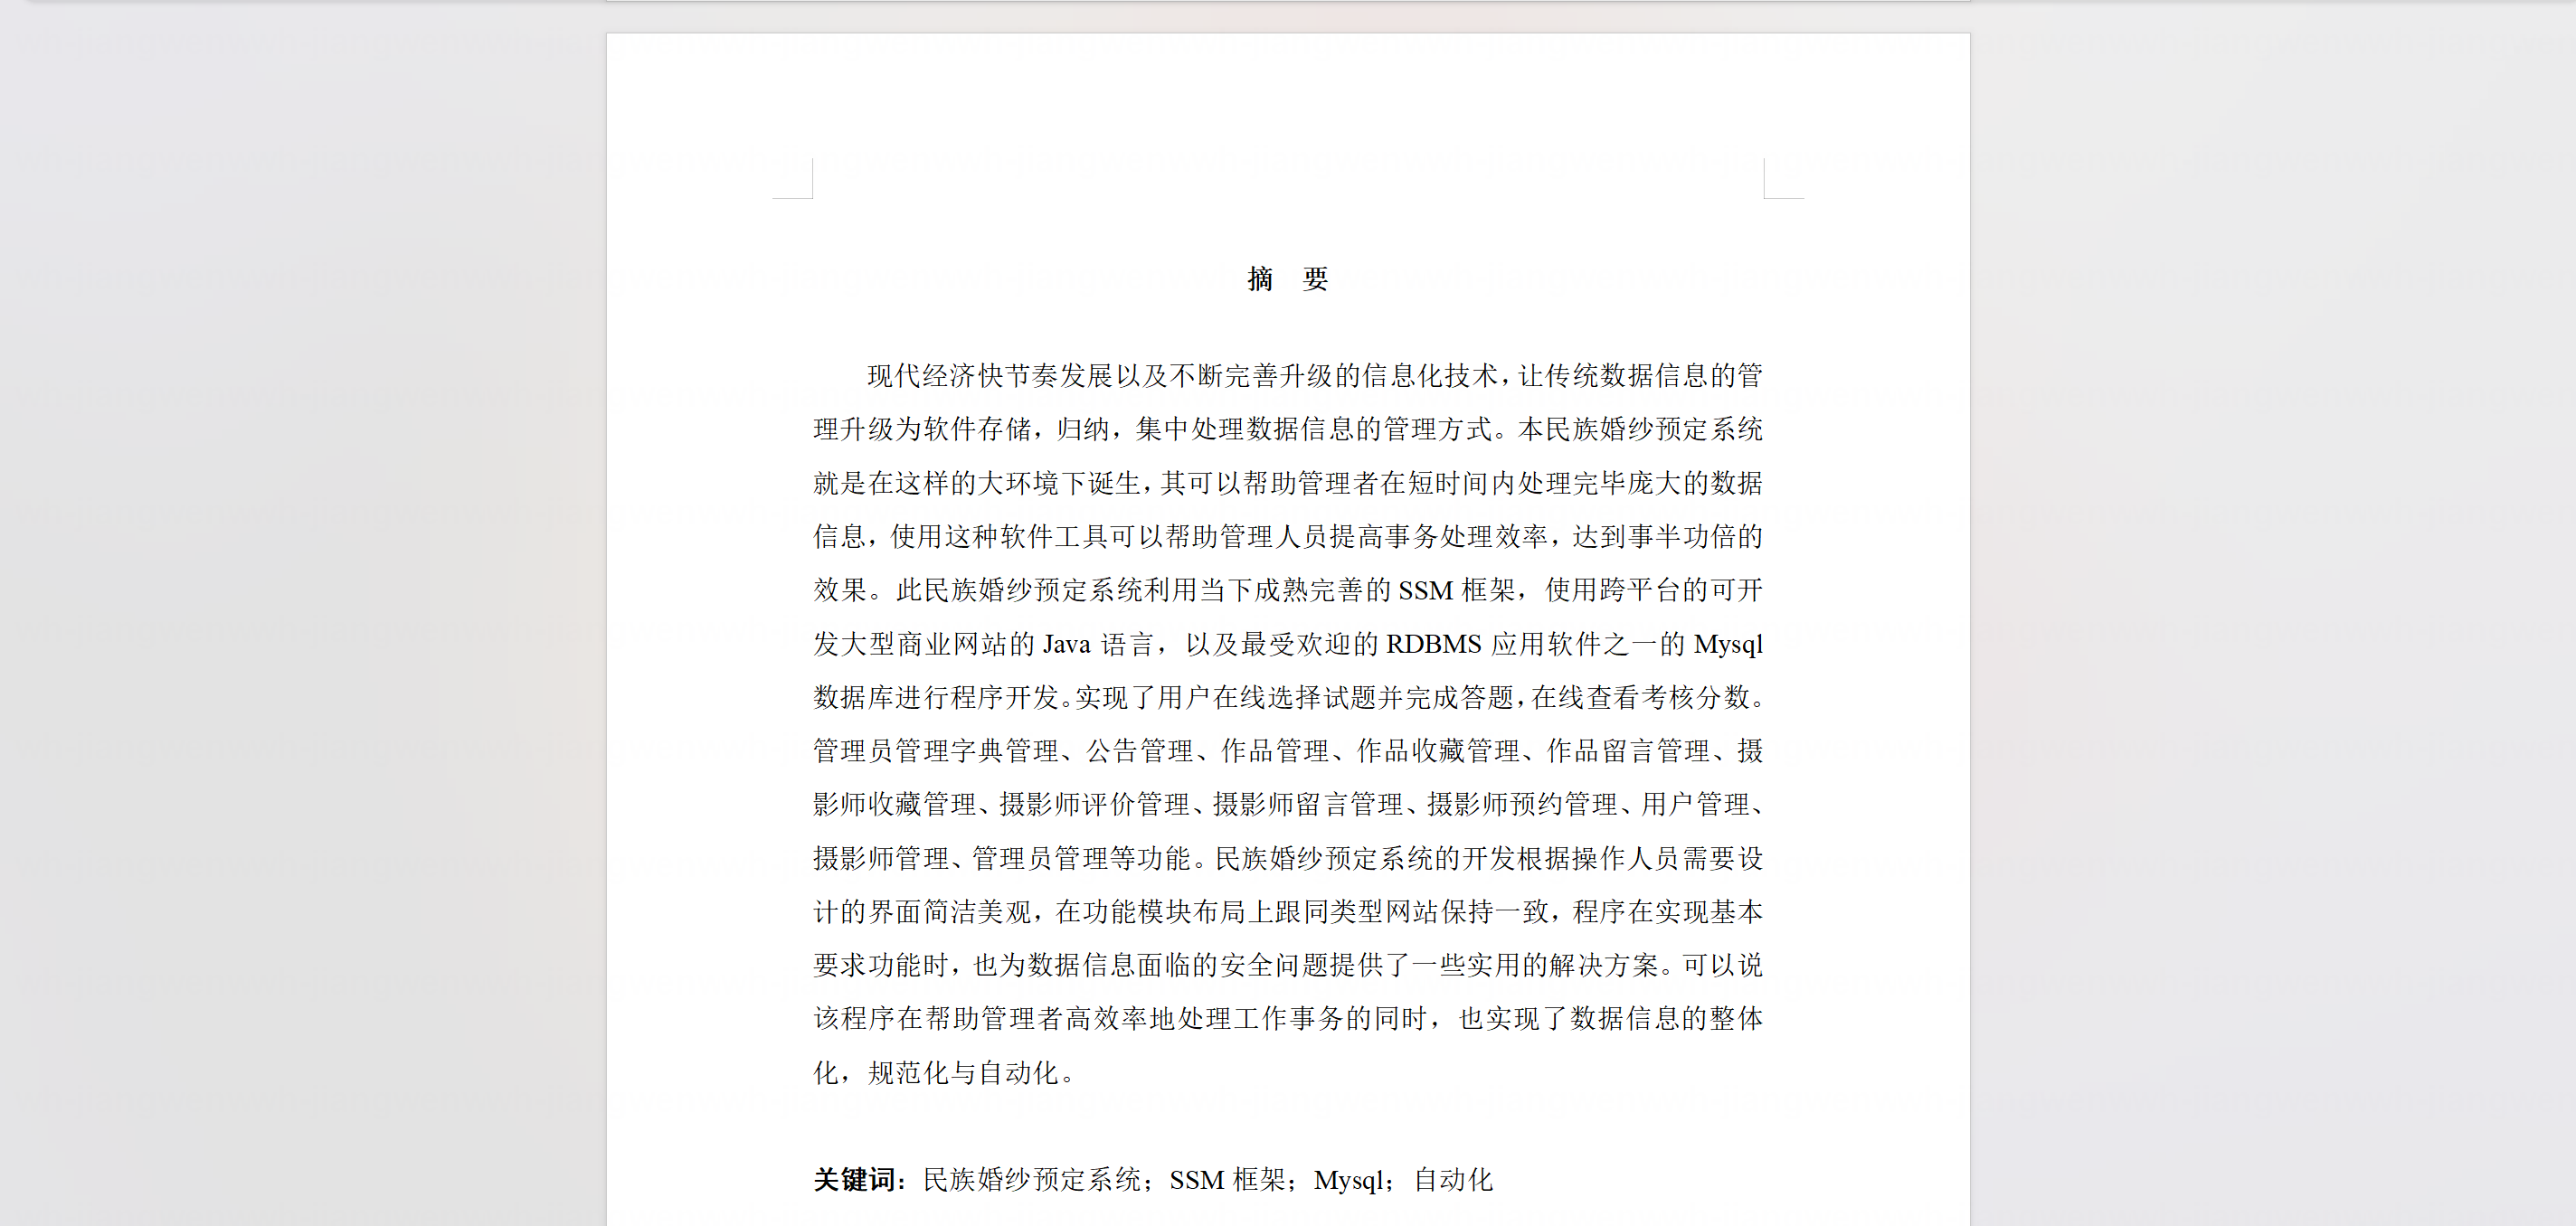 摘　要
现代经济快节奏发展以及不断完善升级的信息化技术，让传统数据信息的管
理升级为软件存储，归纳，集中处理数据信息的管理方式。本民族婚纱预定系统
就是在这样的大环境下诞生，其可以帮助管理者在短时间内处理完毕庞大的数据
信息，使用这种软件工具可以帮助管理人员提高事务处理效率，达到事半功倍的
效果。此民族婚纱预定系统利用当下成熟完善的 SSM 框架，使用跨平台的可开
发大型商业网站的 Java 语言，以及最受欢迎的 RDBMS 应用软件之一的 Mysql
数据库进行程序开发。实现了用户在线选择试题并完成答题，在线查看考核分数。
管理员管理字典管理、公告管理、作品管理、作品收藏管理、作品留言管理、摄
影师收藏管理、摄影师评价管理、摄影师留言管理、摄影师预约管理、用户管理、
摄影师管理、管理员管理等功能。民族婚纱预定系统的开发根据操作人员需要设
计的界面简洁美观，在功能模块布局上跟同类型网站保持一致，程序在实现基本
要求功能时，也为数据信息面临的安全问题提供了一些实用的解决方案。可以说
该程序在帮助管理者高效率地处理工作事务的同时，也实现了数据信息的整体
化，规范化与自动化。
关键词：民族婚纱预定系统；SSM 框架；Mysql；自动化